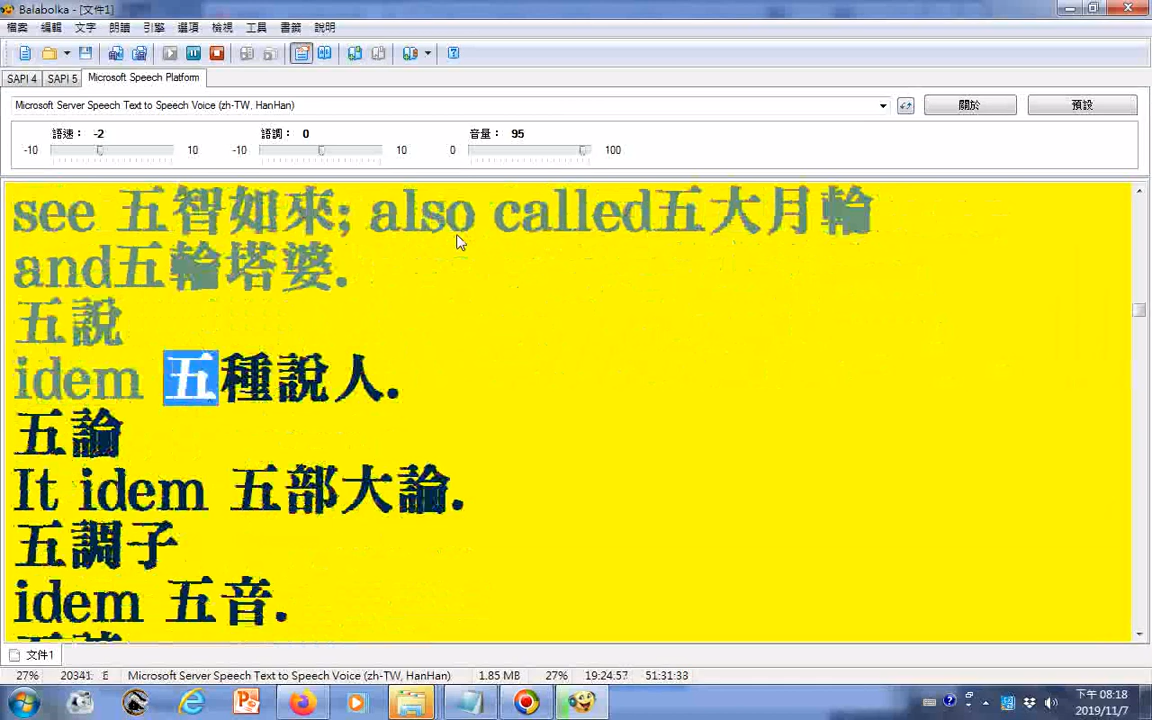 Balabolka - [文件1]
檔案 編輯 文字 朗讀 引擎 選項 檢視 工具 書籤 說明
SAPI 4 SAPI 5 Microsoft Speech Platform
Microsoft Server Speech Text to Speech Voice (zh-TW, HanHan) 關於 預設
語速： -2 語調： 0 音量： 95
-10 10 -10 10 0 100
see 五智如來; also called五大月輪
and五輪塔婆.
五說
idem 五種說人.
五論
It idem 五部大論.
五調子
idem 五音.
文件1
27% 20341: Microsoft Server Speech Text to Speech Voice (zh-TW, HanHan) 1.85 MB 27% 19:24:57 51:31:33
下午 08:18
2019/11/7